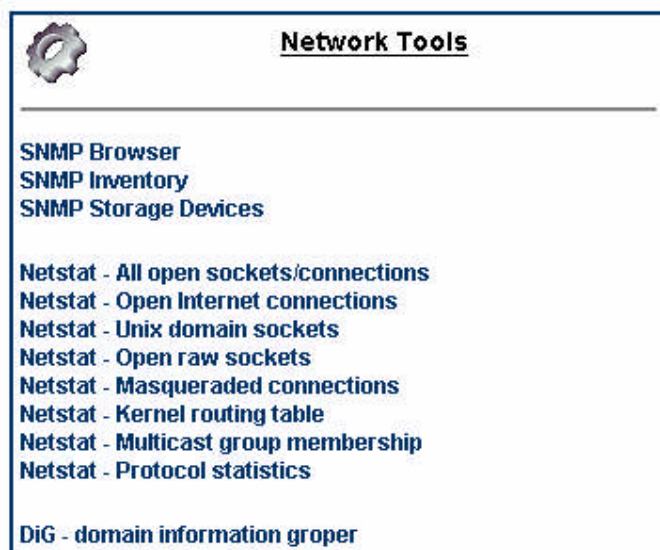 Network Tools
SNMP Browser
SNMP Inventory
SNMP Storage Devices
Netstat - All open sockets/connections
Netstat - Open Internet connections
Netstat - Unix domain sockets
Netstat - Open raw sockets
Netstat - Masqueraded connections
Netstat - Kernel routing table
Netstat - Multicast group membership
Netstat - Protocol statistics
DiG - domain information groper